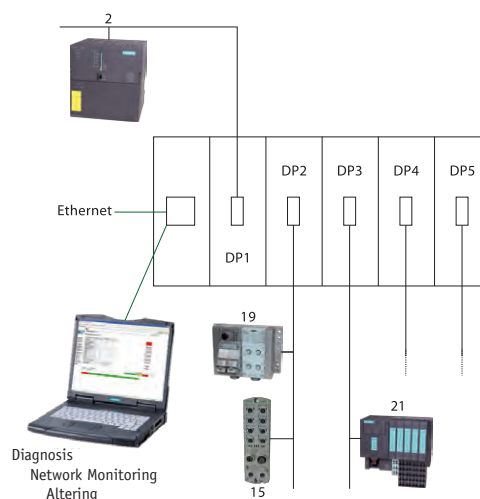 2
DP2 DP3 DP4 DP5
Ethernet
DP1
19
21
Diagnosis
Network Monitoring
Altering
15